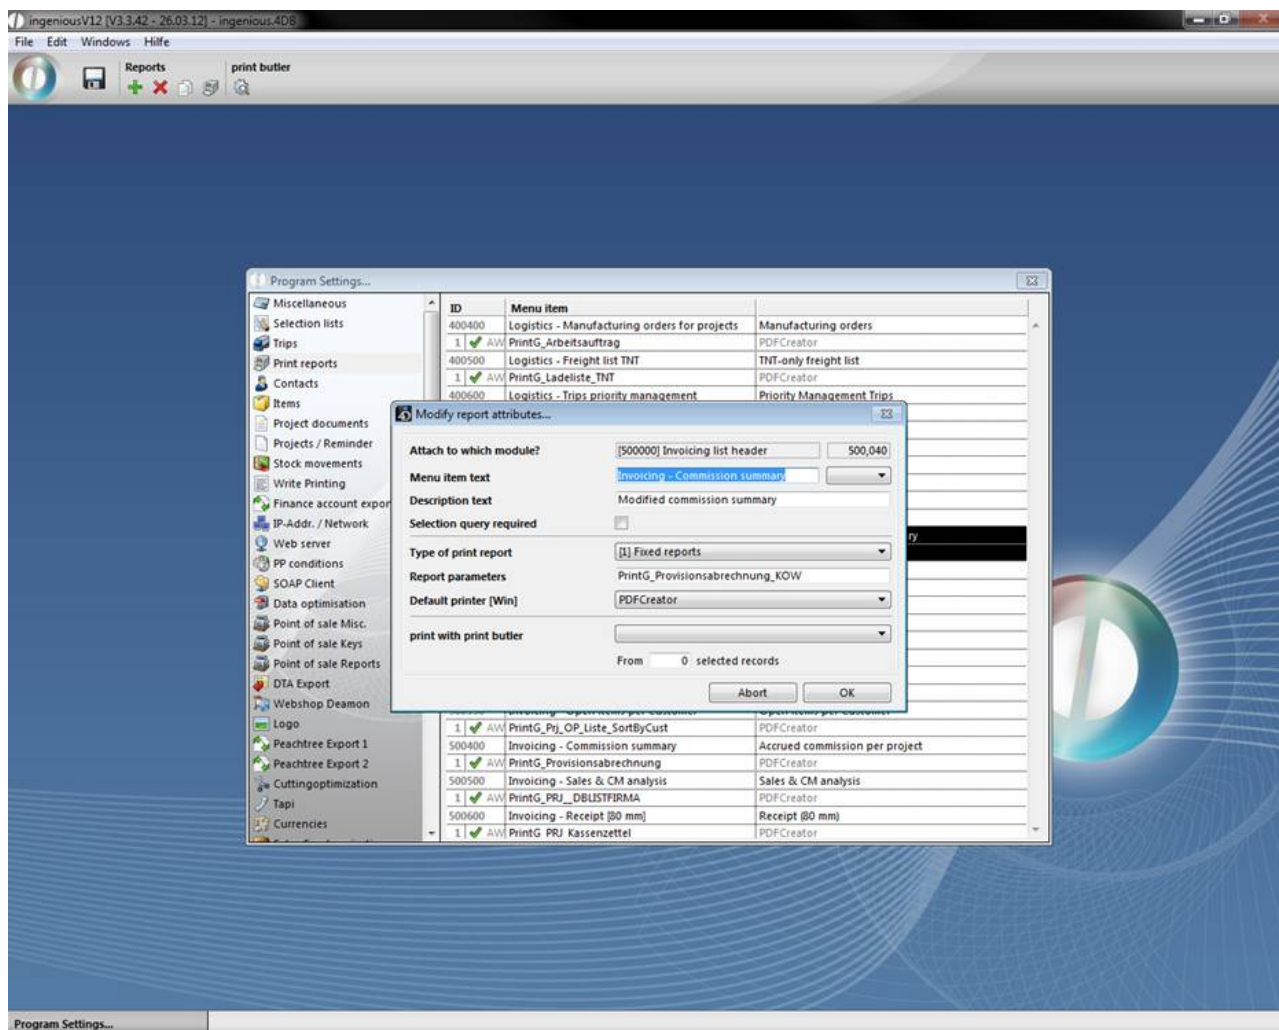 ingeniousV12 [V3.3.42 - 26.03.12] - ingenious.4DB
File Edit Windows Hilfe
Reports print butler
Program Settings...
Miscellaneous
Selection lists
Trips
Print reports
Contacts
Items
Project documents
Projects / Reminder
Stock movements
Write Printing
Finance account expor
IP-Addr. / Network
Web server
PP conditions
SOAP Client
Data optimisation
Point of sale Misc.
Point of sale Keys
Point of sale Reports
DTA Export
Webshop Deamon
Logo
Peachtree Export 1
Peachtree Export 2
Cuttingoptimization
Tapi
Currencies
ID Menu item
400400 Logistics - Manufacturing orders for projects Manufacturing orders
1 AW PrintG_Arbeitsauftrag PDFCreator
400500 Logistics - Freight list TNT TNT-only freight list
1 AW PrintG_Ladeliste_TNT PDFCreator
400600 Logistics - Trips priority management Priority Management Trips
Modify report attributes...
Attach to which module? [500000] Invoicing list header 500,040
Menu item text Invoicing - Commission summary
Description text Modified commission summary
Selection query required
Type of print report [1] Fixed reports
Report parameters PrintG_Provisionsabrechnung_KOW
Default printer [Win] PDFCreator
print with print butler
From 0 selected records
Abort OK
ry
1 AW PrintG_Prj_OP_Liste_SortByCust PDFCreator
500400 Invoicing - Commission summary Accrued commission per project
1 AW PrintG_Provisionsabrechnung PDFCreator
500500 Invoicing - Sales & CM analysis Sales & CM analysis
1 AW PrintG_PRJ__DBLISTFIRMA PDFCreator
500600 Invoicing - Receipt [80 mm] Receipt (80 mm)
1 AW PrintG PRJ Kassenzettel PDFCreator
Program Settings...